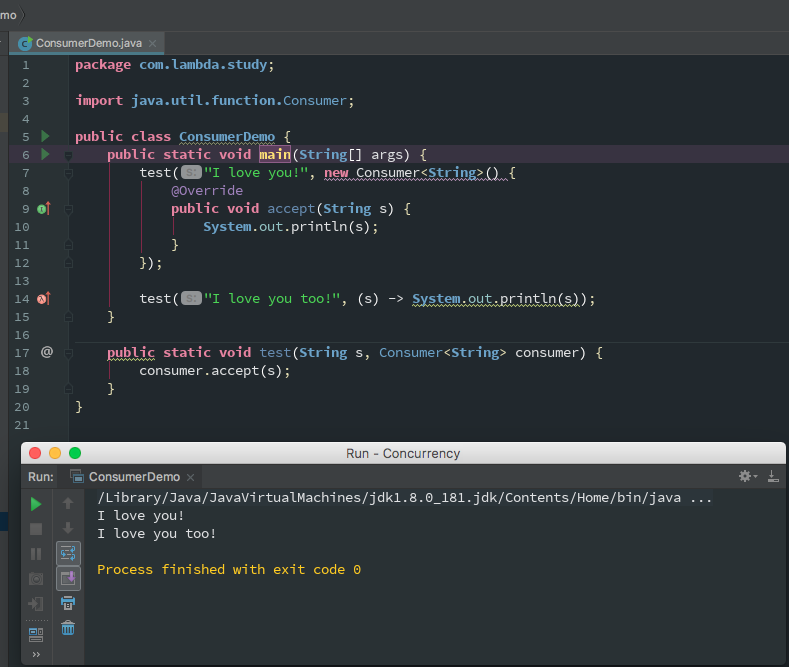 mo
ConsumerDemo.java
1 package com.lambda.study;
2
3 import java.util.function.Consumer;
4
5 public class ConsumerDemo {
6 public static void main(String[] args) {
7 test( s: "I love you!", new Consumer<String>() {
8 @Override
9 public void accept(String s) {
10 System.out.println(s);
11 }
12 });
13
14 test( s: "I love you too!", (s) -> System.out.println(s));
15 }
16
17 @ public static void test(String s, Consumer<String> consumer) {
18 consumer.accept(s);
19 }
20 }
21
Run - Concurrency
Run: ConsumerDemo
/Library/Java/JavaVirtualMachines/jdk1.8.0_181.jdk/Contents/Home/bin/java ...
I love you!
I love you too!
Process finished with exit code 0